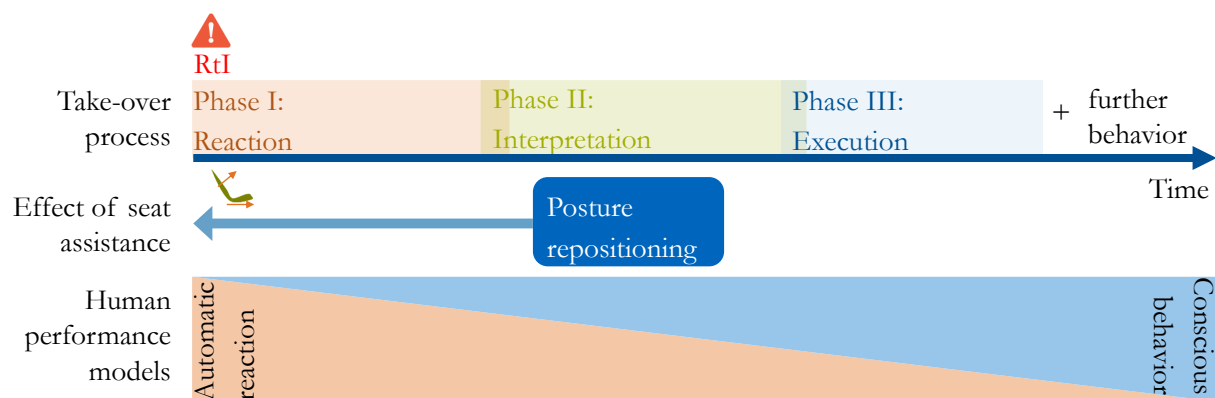 RtI
Take-over
process
Phase I:
Reaction
Phase II:
Interpretation
Phase III:
Execution
+
further
behavior
Time
Effect of seat
assistance
Posture
repositioning
Human
performance
models
Automatic
reaction
Conscious
behavior